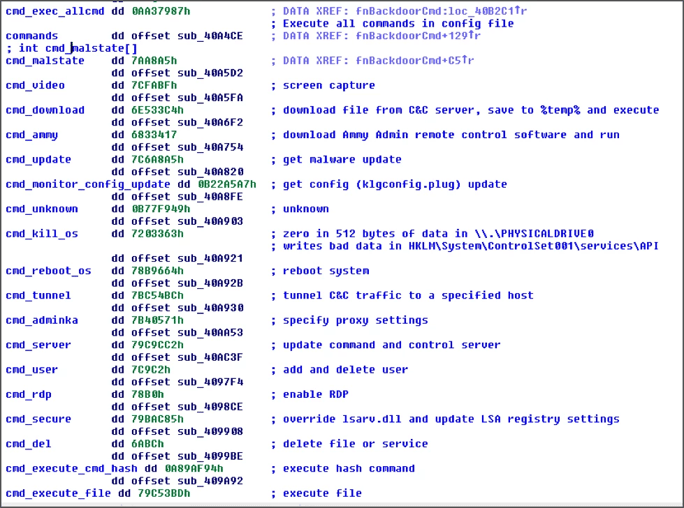 cmd_exec_allcmd dd 0AA37987h ; DATA XREF: fnBackdoorCmd:loc_40B2C1↑r
; Execute all commands in config file
commands dd offset sub_40A4CE ; DATA XREF: fnBackdoorCmd+129↑r
; int cmd_malstate[]
cmd_malstate dd 7AA8A5h ; DATA XREF: fnBackdoorCmd+C5↑r
dd offset sub_40A5D2
cmd_video dd 7CFABFh ; screen capture
dd offset sub_40A5FA
cmd_download dd 6E533C4h ; download file from C&C server, save to %temp% and execute
dd offset sub_40A6F2
cmd_ammy dd 6833417 ; download Ammy Admin remote control software and run
dd offset sub_40A754
cmd_update dd 7C6A8A5h ; get malware update
dd offset sub_40A820
cmd_monitor_config_update dd 0B22A5A7h ; get config (klgconfig.plug) update
dd offset sub_40A8FE
cmd_unknown dd 0B77F949h ; unknown
dd offset sub_40A903
cmd_kill_os dd 7203363h ; zero in 512 bytes of data in \\.\PHYSICALDRIVE0
; writes bad data in HKLM\System\ControlSet001\services\API
dd offset sub_40A921
cmd_reboot_os dd 78B9664h ; reboot system
dd offset sub_40A92B
cmd_tunnel dd 7BC54BCh ; tunnel C&C traffic to a specified host
dd offset sub_40A930
cmd_adminka dd 7B40571h ; specify proxy settings
dd offset sub_40AA53
cmd_server dd 79C9CC2h ; update command and control server
dd offset sub_40AC3F
cmd_user dd 7C9C2h ; add and delete user
dd offset sub_4097F4
cmd_rdp dd 78B0h ; enable RDP
dd offset sub_4098CE
cmd_secure dd 79BAC85h ; override lsarv.dll and update LSA registry settings
dd offset sub_409908
cmd_del dd 6ABCh ; delete file or service
dd offset sub_4099BE
cmd_execute_cmd_hash dd 0A89AF94h ; execute hash command
dd offset sub_409A92
cmd_execute_file dd 79C53BDh ; execute file